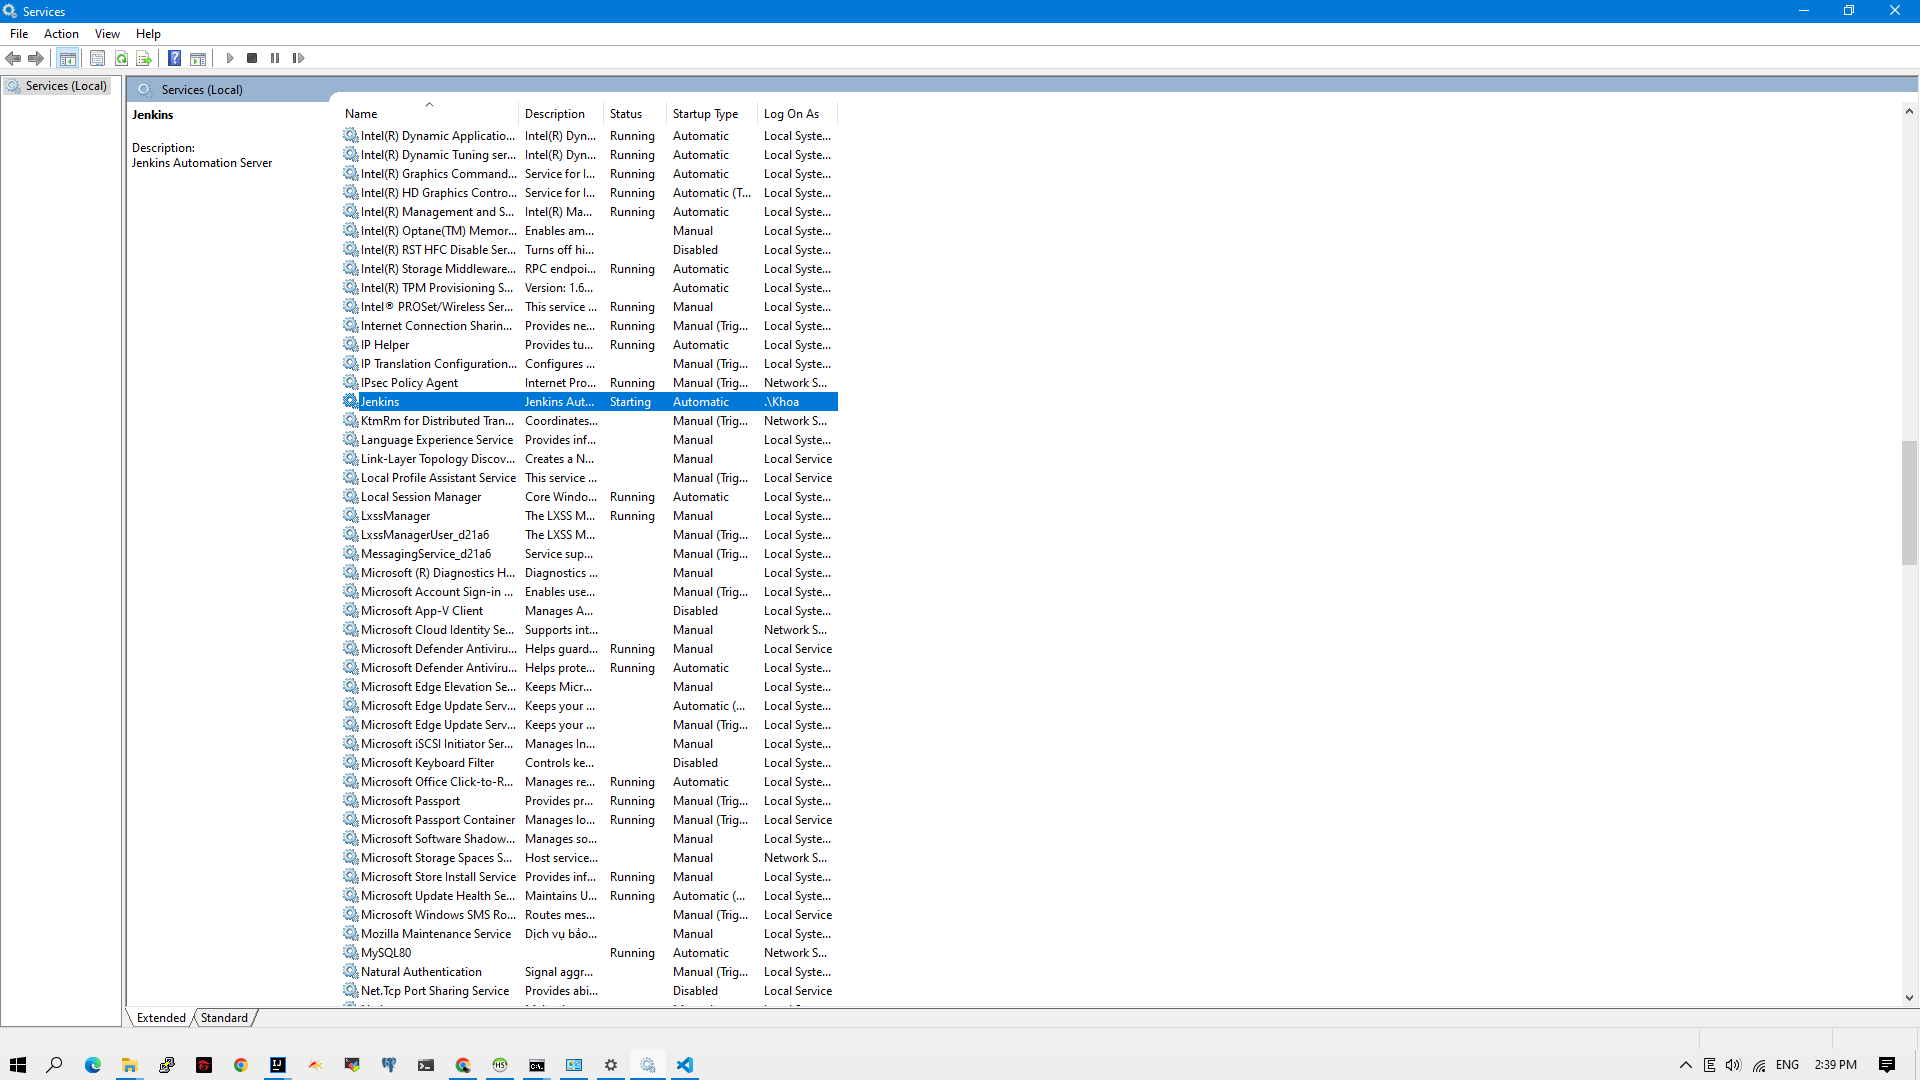 Services
File Action View Help
Services (Local)
Services (Local)
Jenkins
Description:
Jenkins Automation Server
Name Description Status Startup Type Log On As
Intel(R) Dynamic Applicatio... Intel(R) Dyn... Running Automatic Local Syste...
Intel(R) Dynamic Tuning ser... Intel(R) Dyn... Running Automatic Local Syste...
Intel(R) Graphics Command... Service for I... Running Automatic Local Syste...
Intel(R) HD Graphics Contro... Service for I... Running Automatic (T... Local Syste...
Intel(R) Management and S... Intel(R) Ma... Running Automatic Local Syste...
Intel(R) Optane(TM) Memor... Enables am... Manual Local Syste...
Intel(R) RST HFC Disable Ser... Turns off hi... Disabled Local Syste...
Intel(R) Storage Middleware... RPC endpoi... Running Automatic Local Syste...
Intel(R) TPM Provisioning S... Version: 1.6... Automatic Local Syste...
Intel® PROSet/Wireless Ser... This service ... Running Manual Local Syste...
Internet Connection Sharin... Provides ne... Running Manual (Trig... Local Syste...
IP Helper Provides tu... Running Automatic Local Syste...
IP Translation Configuration... Configures ... Manual (Trig... Local Syste...
IPsec Policy Agent Internet Pro... Running Manual (Trig... Network S...
Jenkins Jenkins Aut... Starting Automatic .\Khoa
KtmRm for Distributed Tran... Coordinates... Manual (Trig... Network S...
Language Experience Service Provides inf... Manual Local Syste...
Link-Layer Topology Discov... Creates a N... Manual Local Service
Local Profile Assistant Service This service ... Manual (Trig... Local Service
Local Session Manager Core Windo... Running Automatic Local Syste...
LxssManager The LXSS M... Running Manual Local Syste...
LxssManagerUser_d21a6 The LXSS M... Manual (Trig... Local Syste...
MessagingService_d21a6 Service sup... Manual (Trig... Local Syste...
Microsoft (R) Diagnostics H... Diagnostics ... Manual Local Syste...
Microsoft Account Sign-in ... Enables use... Manual (Trig... Local Syste...
Microsoft App-V Client Manages A... Disabled Local Syste...
Microsoft Cloud Identity Se... Supports int... Manual Network S...
Microsoft Defender Antiviru... Helps guard... Running Manual Local Service
Microsoft Defender Antiviru... Helps prote... Running Automatic Local Syste...
Microsoft Edge Elevation Se... Keeps Micr... Manual Local Syste...
Microsoft Edge Update Serv... Keeps your ... Automatic (... Local Syste...
Microsoft Edge Update Serv... Keeps your ... Manual (Trig... Local Syste...
Microsoft iSCSI Initiator Ser... Manages In... Manual Local Syste...
Microsoft Keyboard Filter Controls ke... Disabled Local Syste...
Microsoft Office Click-to-R... Manages re... Running Automatic Local Syste...
Microsoft Passport Provides pr... Running Manual (Trig... Local Syste...
Microsoft Passport Container Manages lo... Running Manual (Trig... Local Service
Microsoft Software Shadow... Manages so... Manual Local Syste...
Microsoft Storage Spaces S... Host service... Manual Network S...
Microsoft Store Install Service Provides inf... Running Manual Local Syste...
Microsoft Update Health Se... Maintains U... Running Automatic (... Local Syste...
Microsoft Windows SMS Ro... Routes mes... Manual (Trig... Local Service
Mozilla Maintenance Service Dịch vụ bảo... Manual Local Syste...
MySQL80 Running Automatic Network S...
Natural Authentication Signal aggr... Manual (Trig... Local Syste...
Net.Tcp Port Sharing Service Provides abi... Disabled Local Service
Extended Standard
ENG 2:39 PM